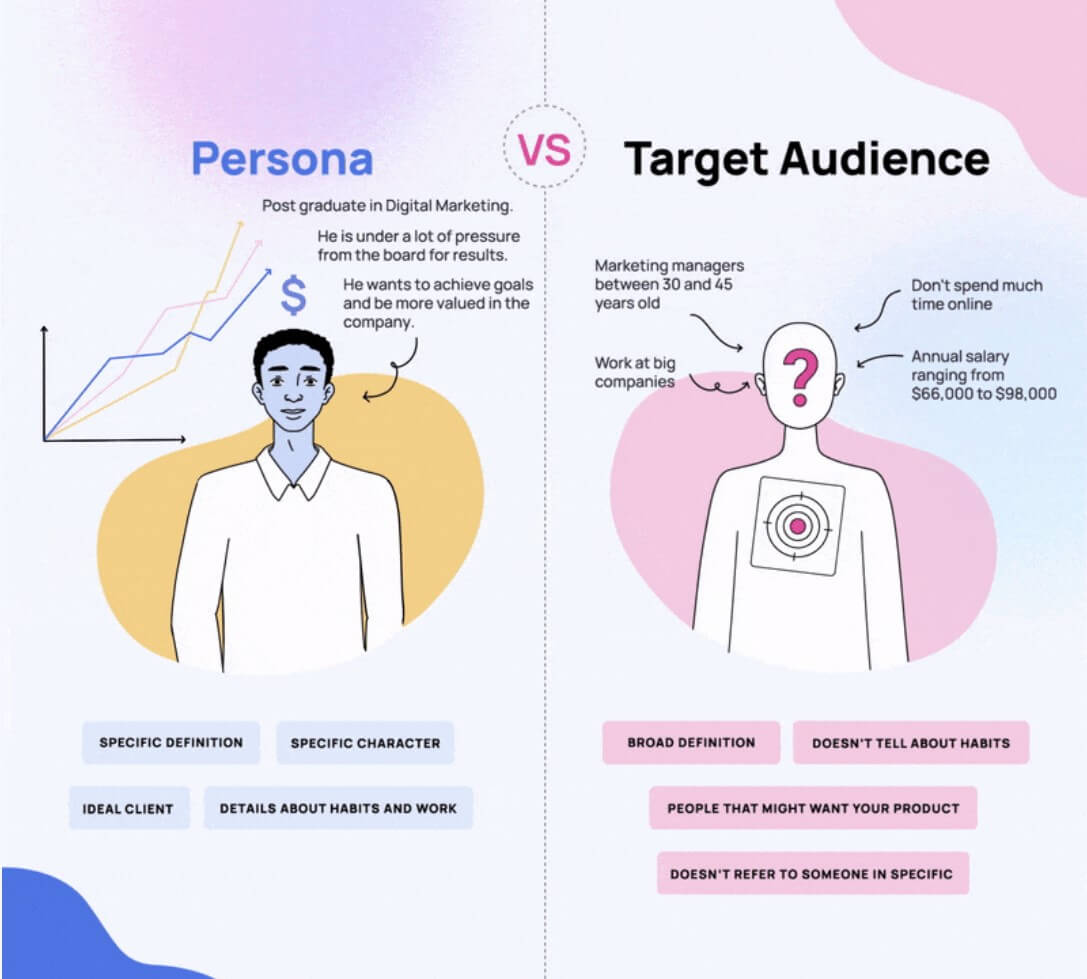 Persona
VS
Target Audience
Post graduate in Digital Marketing.
He is under a lot of pressure
from the board for results.
He wants to achieve goals
and be more valued in the
company.
$
Marketing managers
between 30 and 45
years old
Work at big
companies
Don't spend much
time online
Annual salary
ranging from
$66,000 to $98,000
?
SPECIFIC DEFINITION
SPECIFIC CHARACTER
IDEAL CLIENT
DETAILS ABOUT HABITS AND WORK
BROAD DEFINITION
DOESN'T TELL ABOUT HABITS
PEOPLE THAT MIGHT WANT YOUR PRODUCT
DOESN'T REFER TO SOMEONE IN SPECIFIC